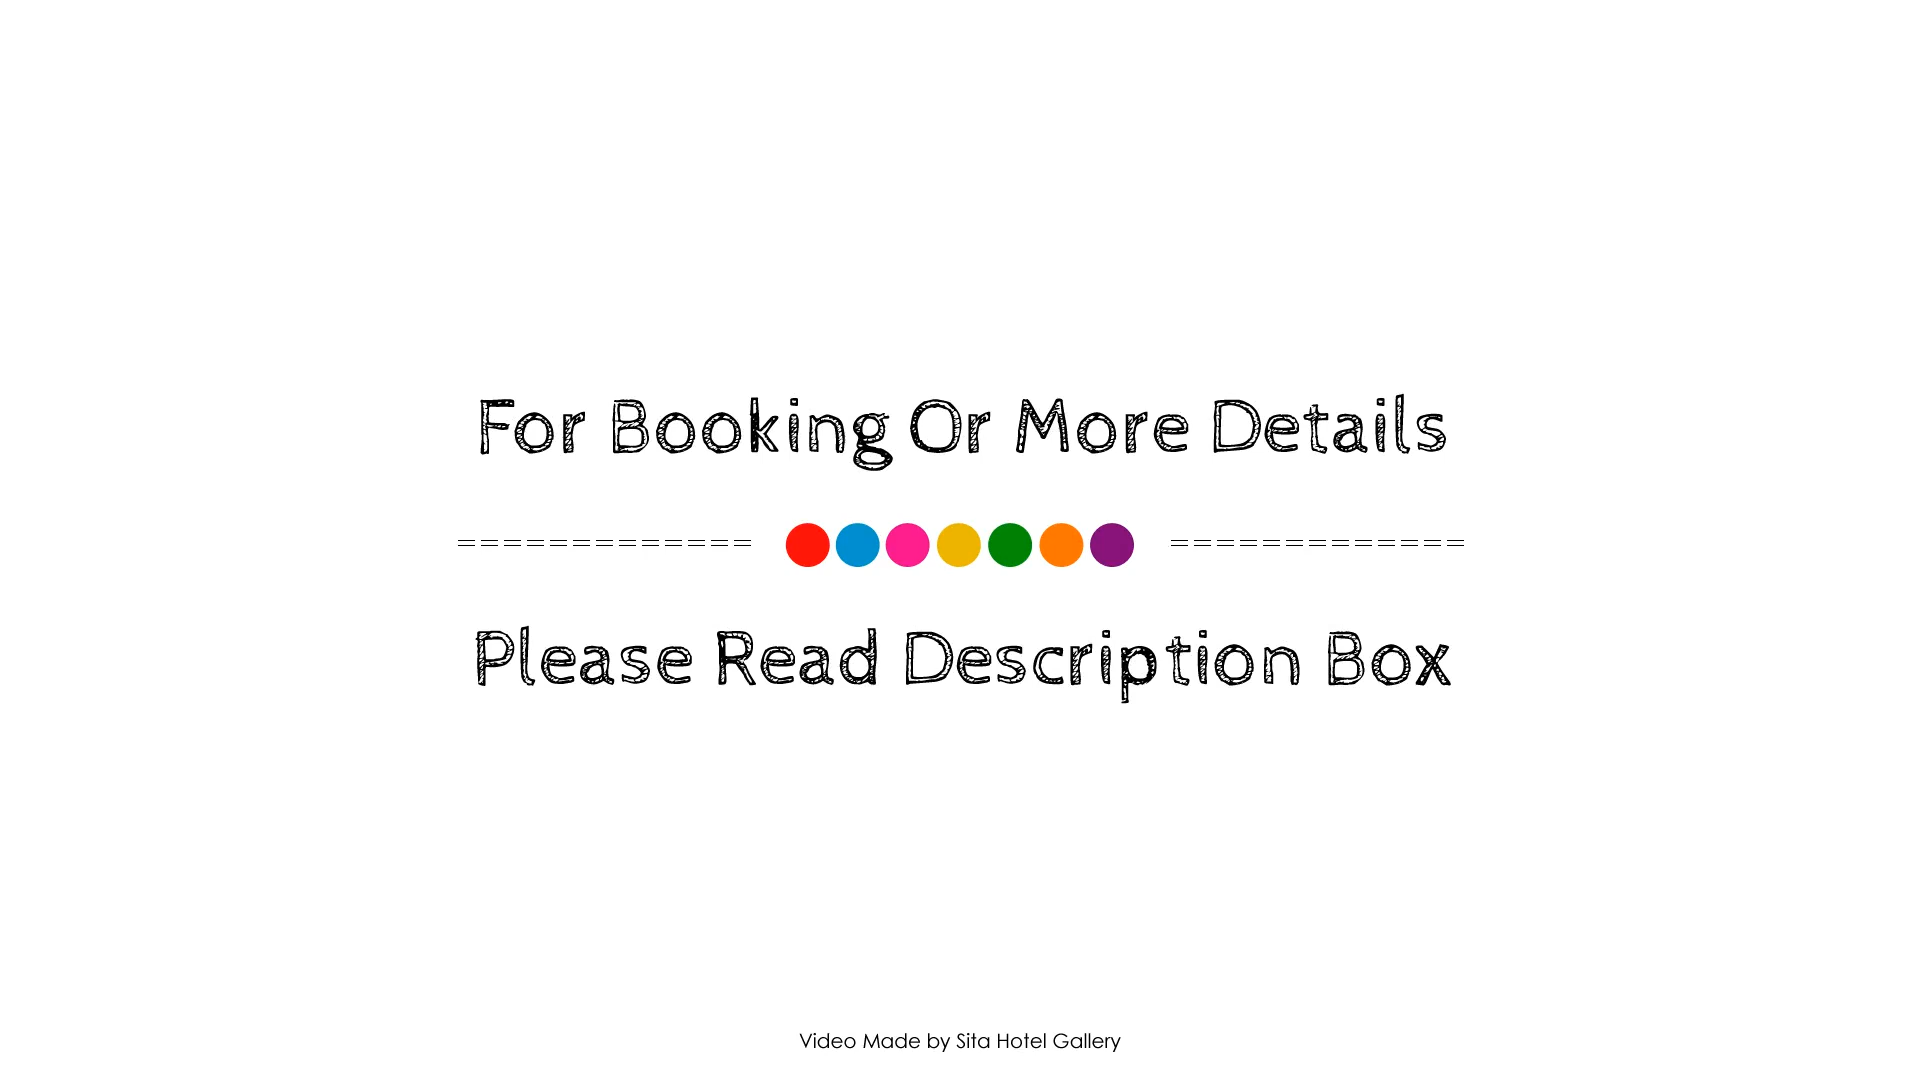 For Booking Or More Details
============= =============
Please Read Description Box
Video Made by Sita Hotel Gallery